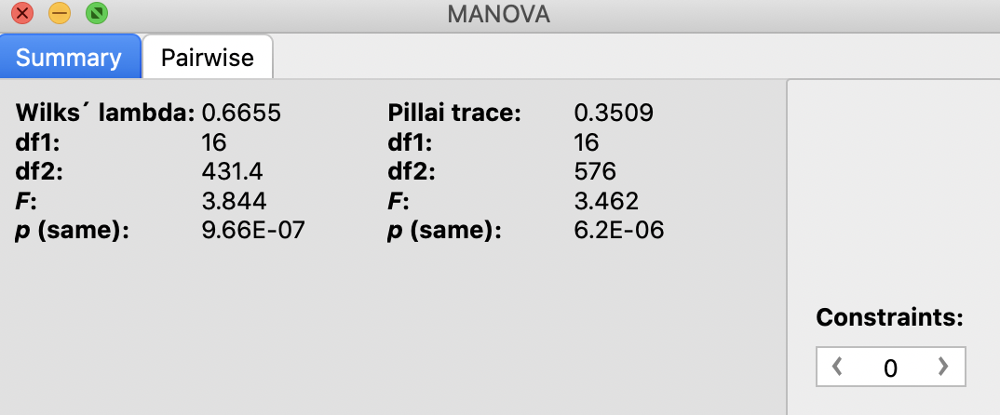 MANOVA
Summary Pairwise
Wilks´ lambda: 0.6655 Pillai trace: 0.3509
df1: 16 df1: 16
df2: 431.4 df2: 576
F: 3.844 F: 3.462
p (same): 9.66E-07 p (same): 6.2E-06
Constraints:
0